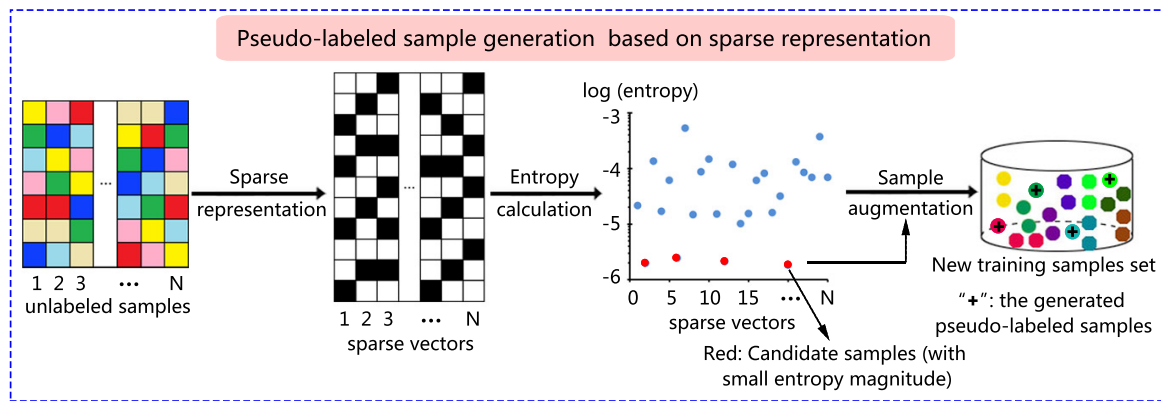 Pseudo-labeled sample generation based on sparse representation
1 2 3 ... N
unlabeled samples
...
Sparse
representation
1 2 3 ... N
sparse vectors
...
Entropy
calculation
log (entropy)
-3
-4
-5
-6
0 5 10 15 ... N
sparse vectors
Red: Candidate samples (with
small entropy magnitude)
Sample
augmentation
New training samples set
“+”: the generated
pseudo-labeled samples